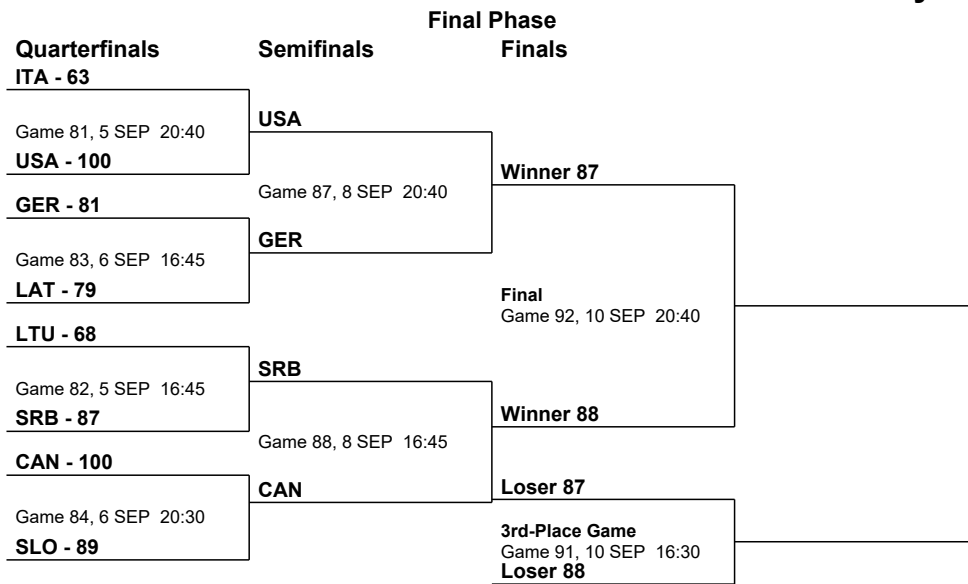 Final Phase
Quarterfinals
Semifinals
Finals
ITA - 63
Game 81, 5 SEP 20:40
USA - 100
GER - 81
Game 83, 6 SEP 16:45
LAT - 79
LTU - 68
Game 82, 5 SEP 16:45
SRB - 87
CAN - 100
Game 84, 6 SEP 20:30
SLO - 89
USA
Game 87, 8 SEP 20:40
GER
SRB
Game 88, 8 SEP 16:45
CAN
Winner 87
Final
Game 92, 10 SEP 20:40
Winner 88
Loser 87
3rd-Place Game
Game 91, 10 SEP 16:30
Loser 88